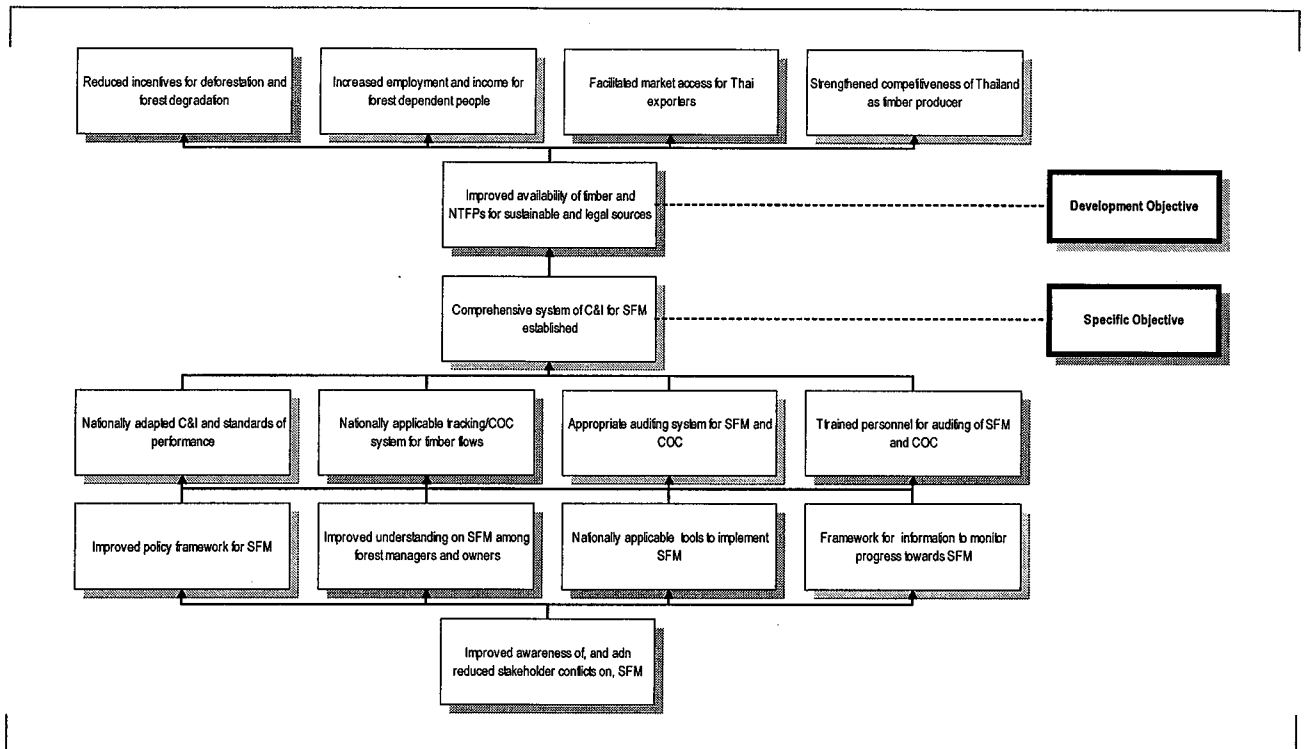 Reduced incentives for deforestation and
forest degradation
Increased employment and income for
forest dependent people
Facilitated market access for Thai
exporters
Strengthened competitiveness of Thailand
as timber producer
Improved availability of timber and
NTFPs for sustainable and legal sources
Development Objective
Comprehensive system of C&I for SFM
established
Specific Objective
Nationally adapted C&I and standards of
performance
Nationally applicable tracking/COC
system for timber flows
Appropriate auditing system for SFM and
COC
Ttrained personnel for auditing of SFM
and COC
Improved policy framework for SFM
Improved understanding on SFM among
forest managers and owners
Nationally applicable tools to implement
SFM
Framework for information to monitor
progress towards SFM
Improved awareness of, and adn
reduced stakeholder conflicts on, SFM